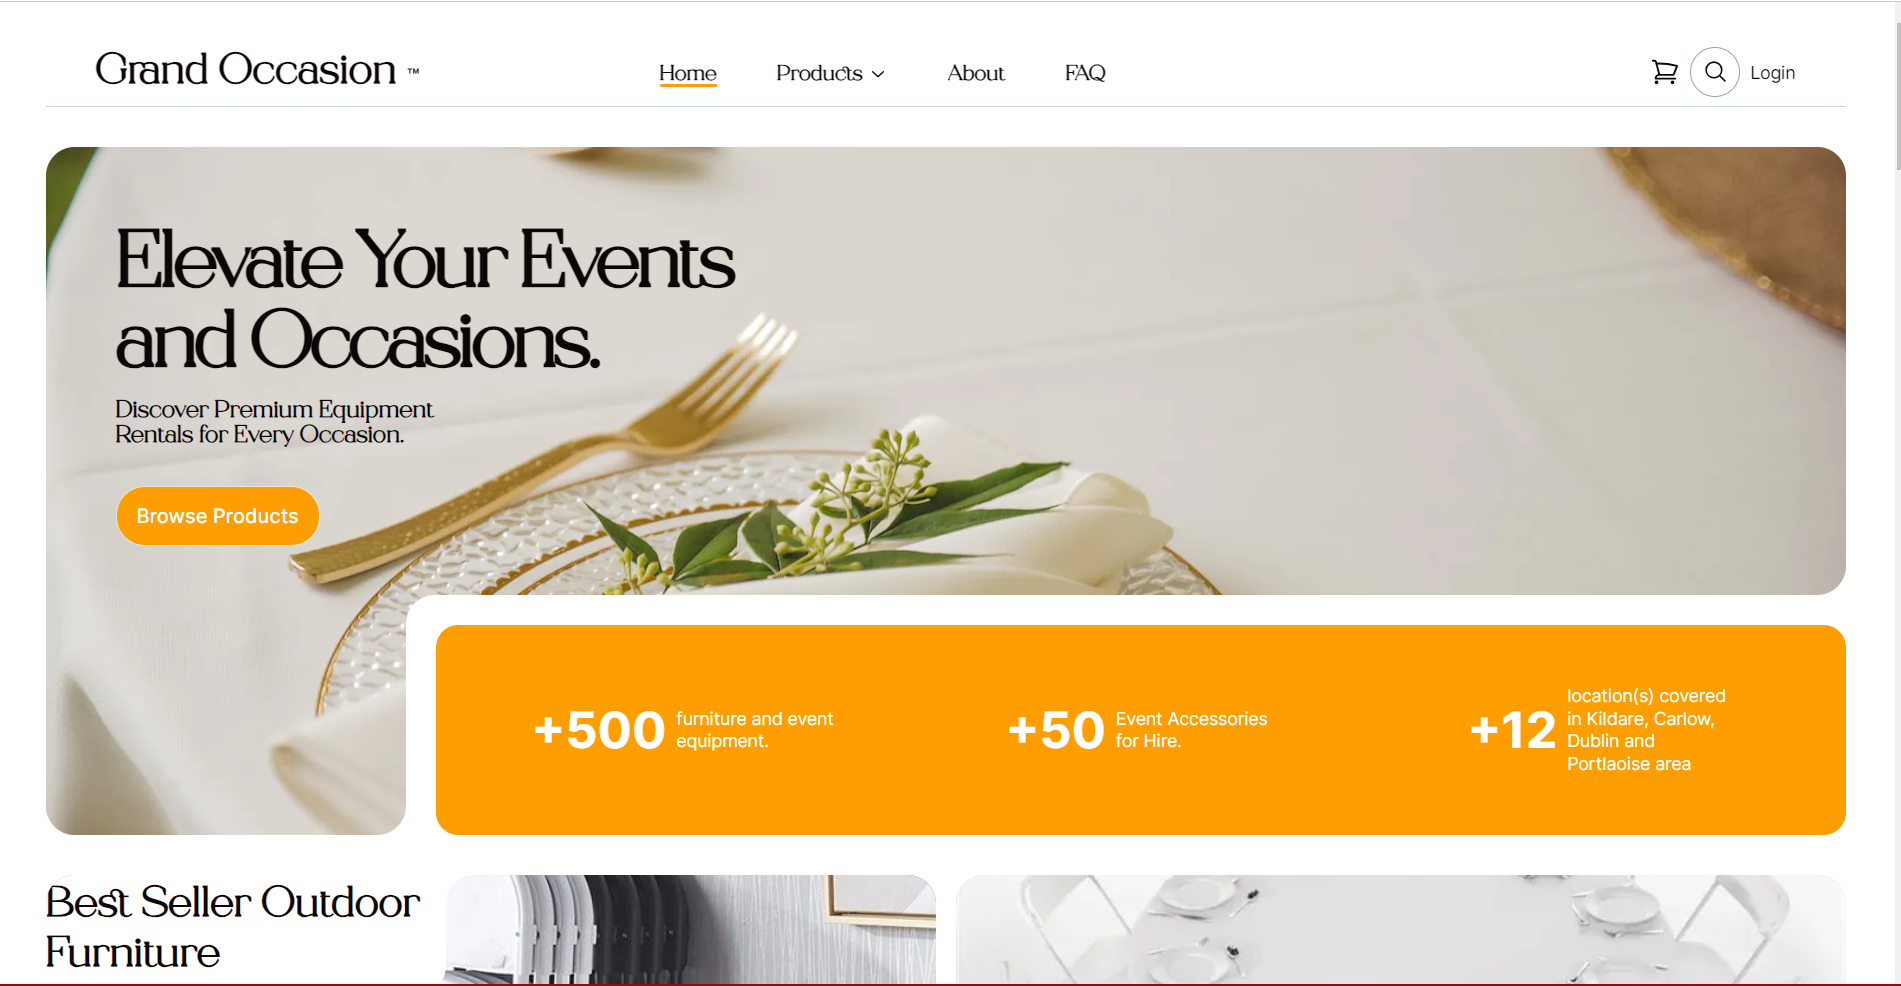 Grand Occasion ™
Home
Products
About
FAQ
Login
Elevate Your Events
and Occasions.
Discover Premium Equipment
Rentals for Every Occasion.
Browse Products
+500
furniture and event
equipment.
+50
Event Accessories
for Hire.
+12
location(s) covered
in Kildare, Carlow,
Dublin and
Portlaoise area
Best Seller Outdoor
Furniture